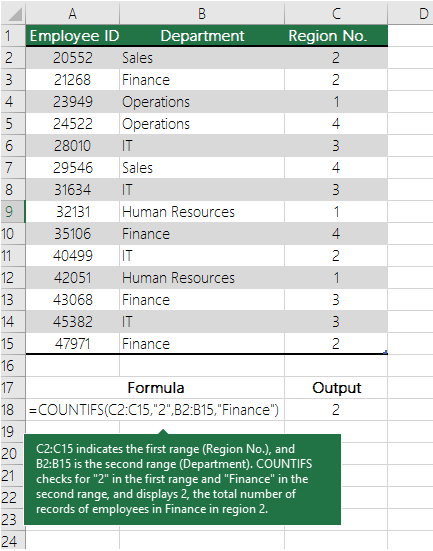 A B C D
1 Employee ID Department Region No.
2 20552 Sales 2
3 21268 Finance 2
4 23949 Operations 1
5 24522 Operations 4
6 28010 IT 3
7 29546 Sales 4
8 31634 IT 3
9 32131 Human Resources 1
10 35106 Finance 4
11 40499 IT 2
12 42051 Human Resources 1
13 43068 Finance 3
14 45382 IT 3
15 47971 Finance 2
16
17 Formula Output
18 =COUNTIFS(C2:C15,"2",B2:B15,"Finance") 2
19
20 C2:C15 indicates the first range (Region No.), and
B2:B15 is the second range (Department). COUNTIFS
21 checks for "2" in the first range and "Finance" in the
22 second range, and displays 2, the total number of
23 records of employees in Finance in region 2.
24